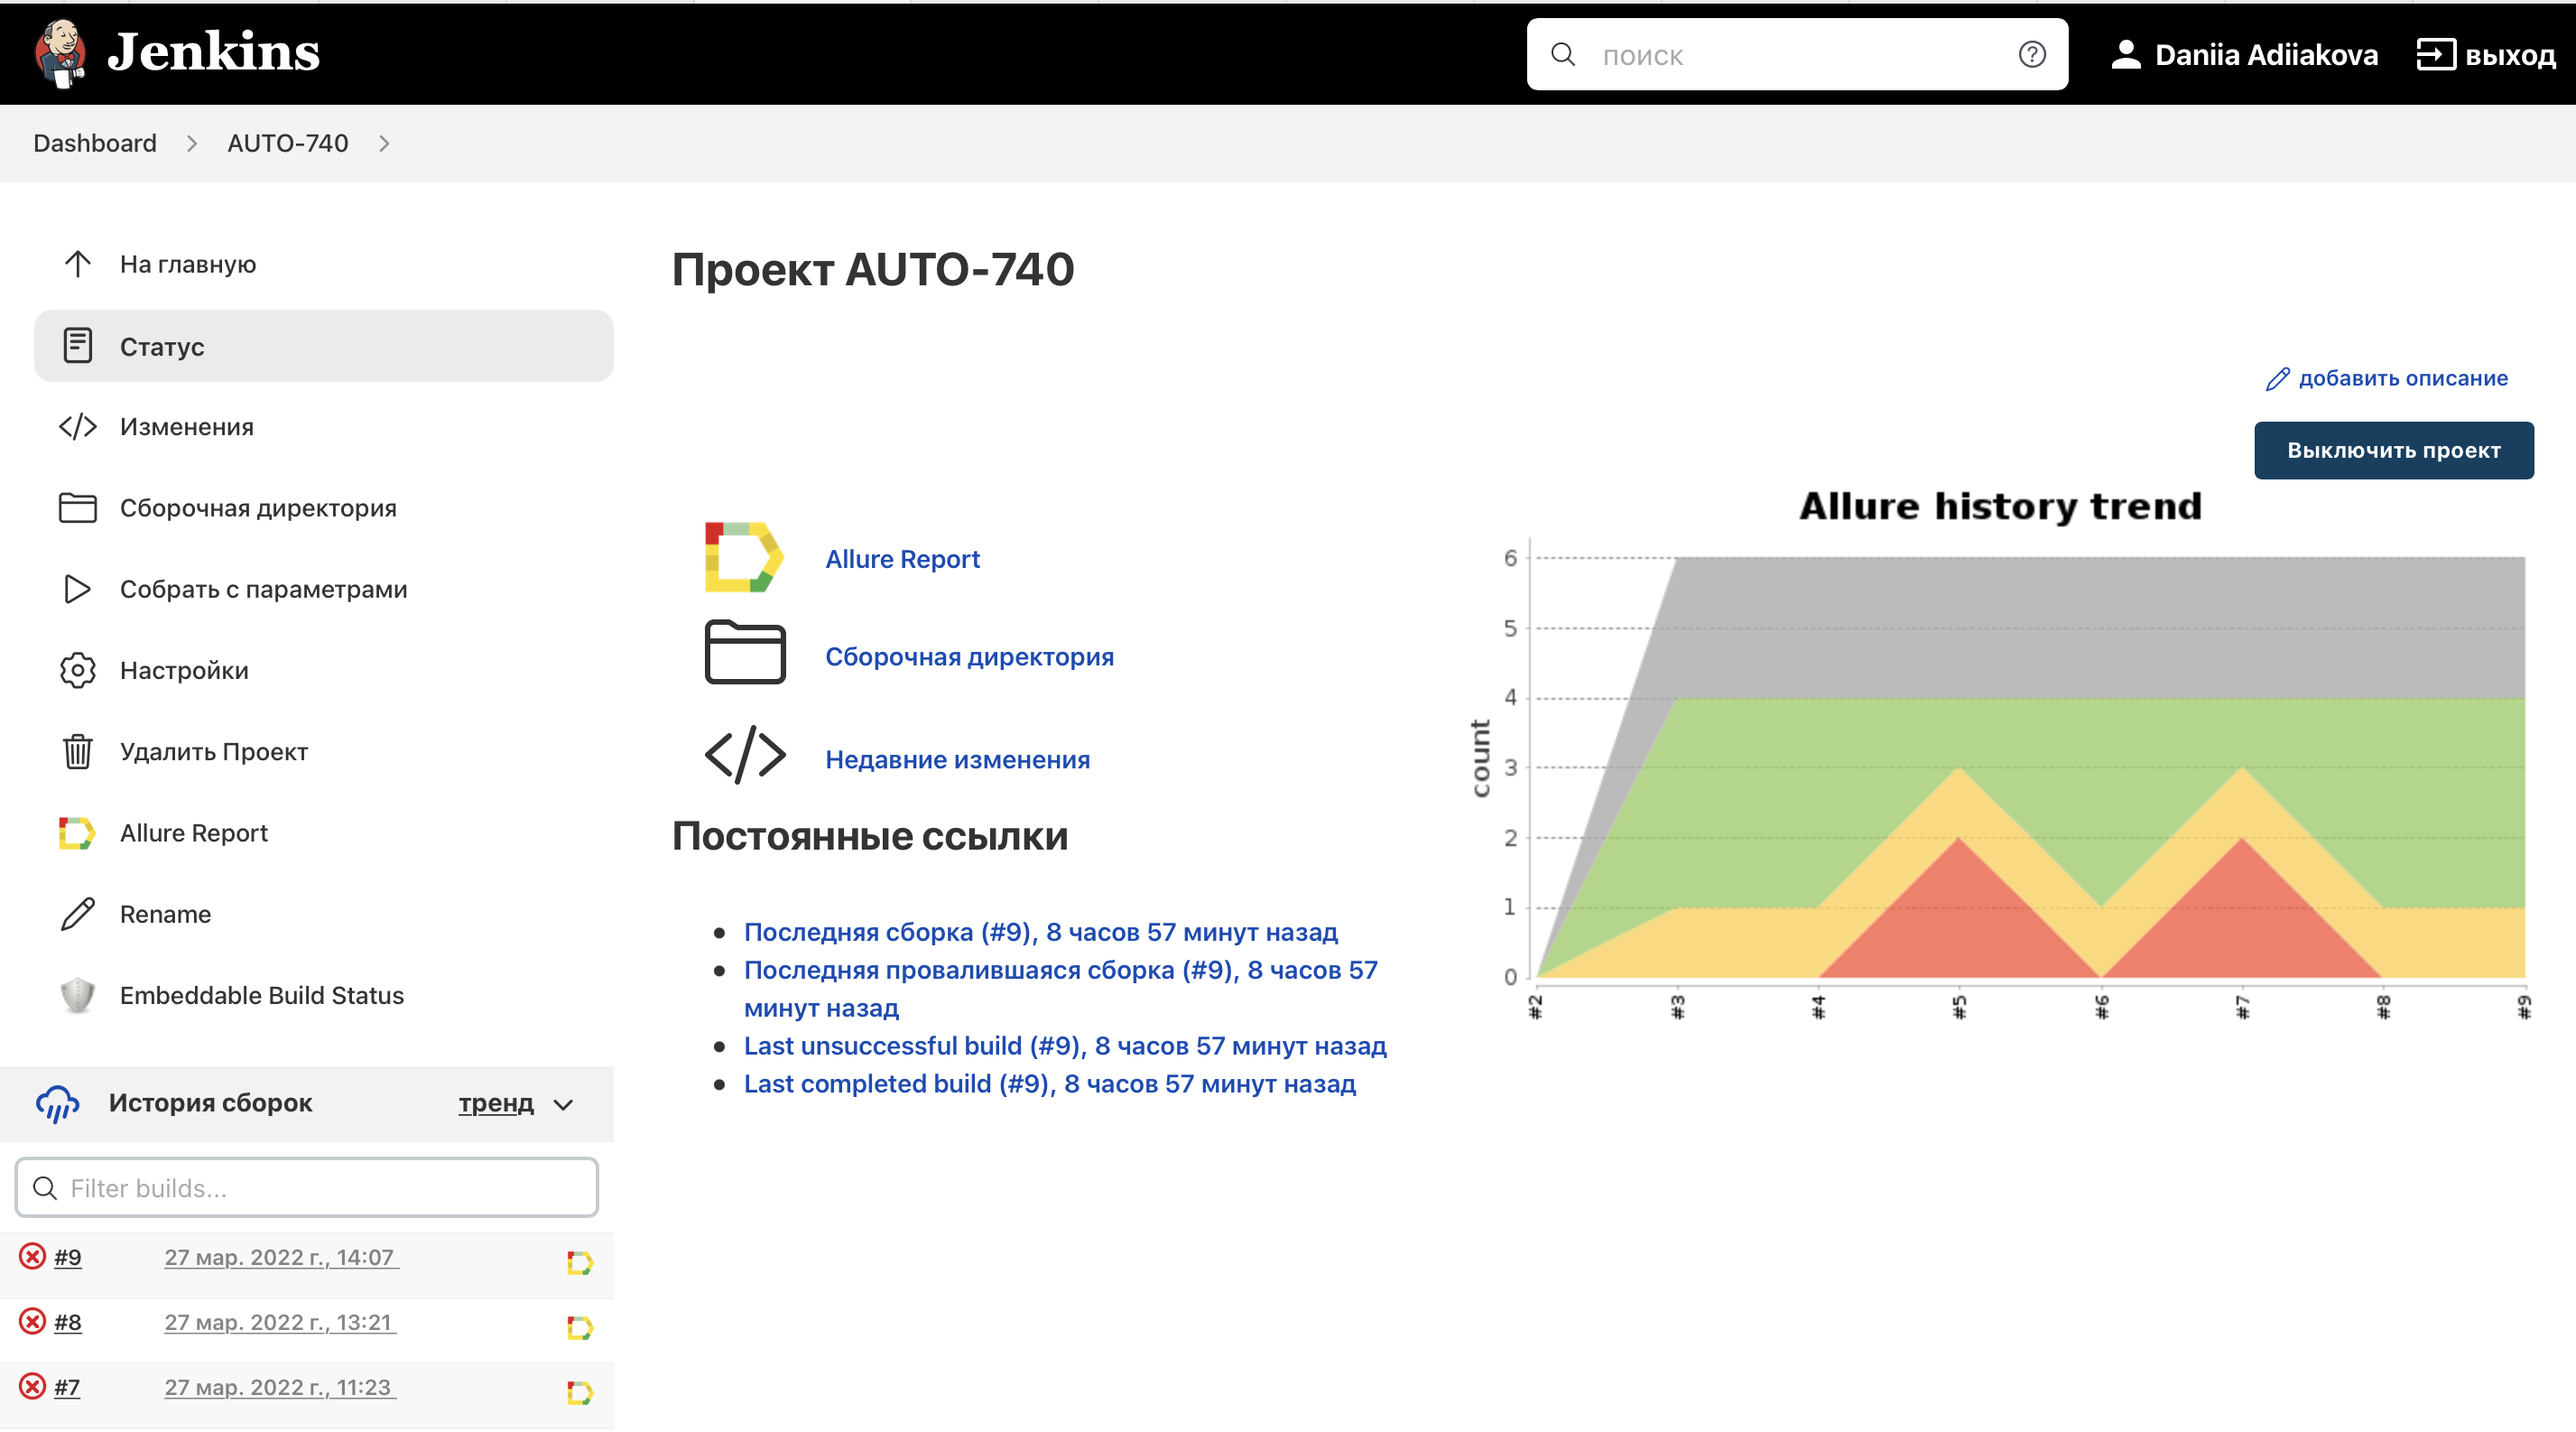 Jenkins
поиск
Daniia Adiiakova
выход
Dashboard
AUTO-740
На главную
Статус
Изменения
Сборочная директория
Собрать с параметрами
Настройки
Удалить Проект
Allure Report
Rename
Embeddable Build Status
История сборок
тренд
Filter builds...
#9
27 мар. 2022 г., 14:07
#8
27 мар. 2022 г., 13:21
#7
27 мар. 2022 г., 11:23
Проект AUTO-740
добавить описание
Выключить проект
Allure Report
Сборочная директория
Недавние изменения
Постоянные ссылки
Последняя сборка (#9), 8 часов 57 минут назад
Последняя провалившаяся сборка (#9), 8 часов 57
минут назад
Last unsuccessful build (#9), 8 часов 57 минут назад
Last completed build (#9), 8 часов 57 минут назад
Allure history trend
count
6
5
4
3
2
1
0
#2
#3
#4
#5
#6
#7
#8
#9